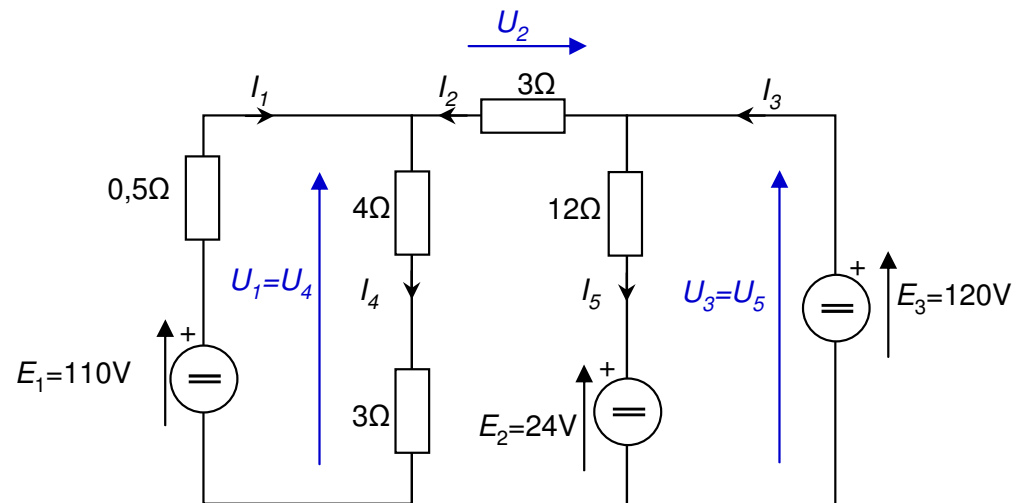 U2
I1
I2
3Ω
I3
0,5Ω
4Ω
12Ω
U1=U4
I4
I5
U3=U5
+
E3=120V
+
E1=110V
3Ω
+
E2=24V